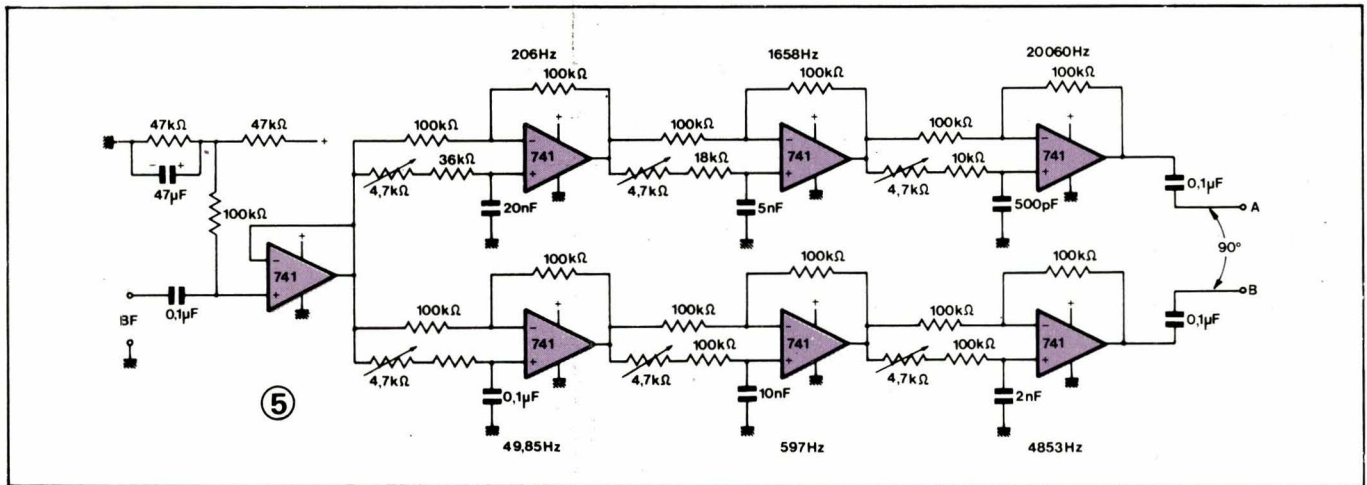 206Hz
1658Hz
20060Hz
100kΩ
100kΩ
100kΩ
47kΩ
47kΩ
+
- +
47µF
100kΩ
100kΩ
100kΩ
100kΩ
+
+
+
-
-
-
741
741
741
+
+
+
4,7kΩ
36kΩ
4,7kΩ
18kΩ
4,7kΩ
10kΩ
20nF
5nF
500pF
0,1µF
A
90°
B
0,1µF
+
-
741
+
BF
0,1µF
100kΩ
100kΩ
100kΩ
100kΩ
100kΩ
100kΩ
+
+
+
-
-
-
741
741
741
+
+
+
4,7kΩ
4,7kΩ
100kΩ
4,7kΩ
100kΩ
0,1µF
10nF
2nF
5
49,85Hz
597Hz
4853Hz